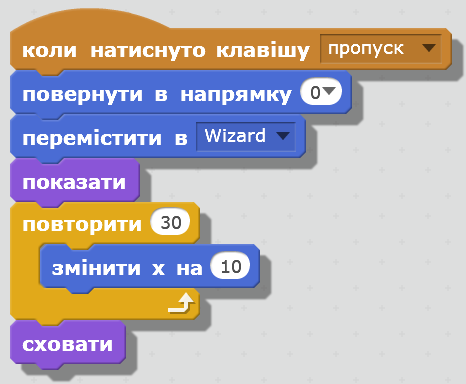 коли натиснуто клавішу пропуск
повернути в напрямку 0
перемістити в Wizard
показати
повторити 30
змінити x на 10
сховати